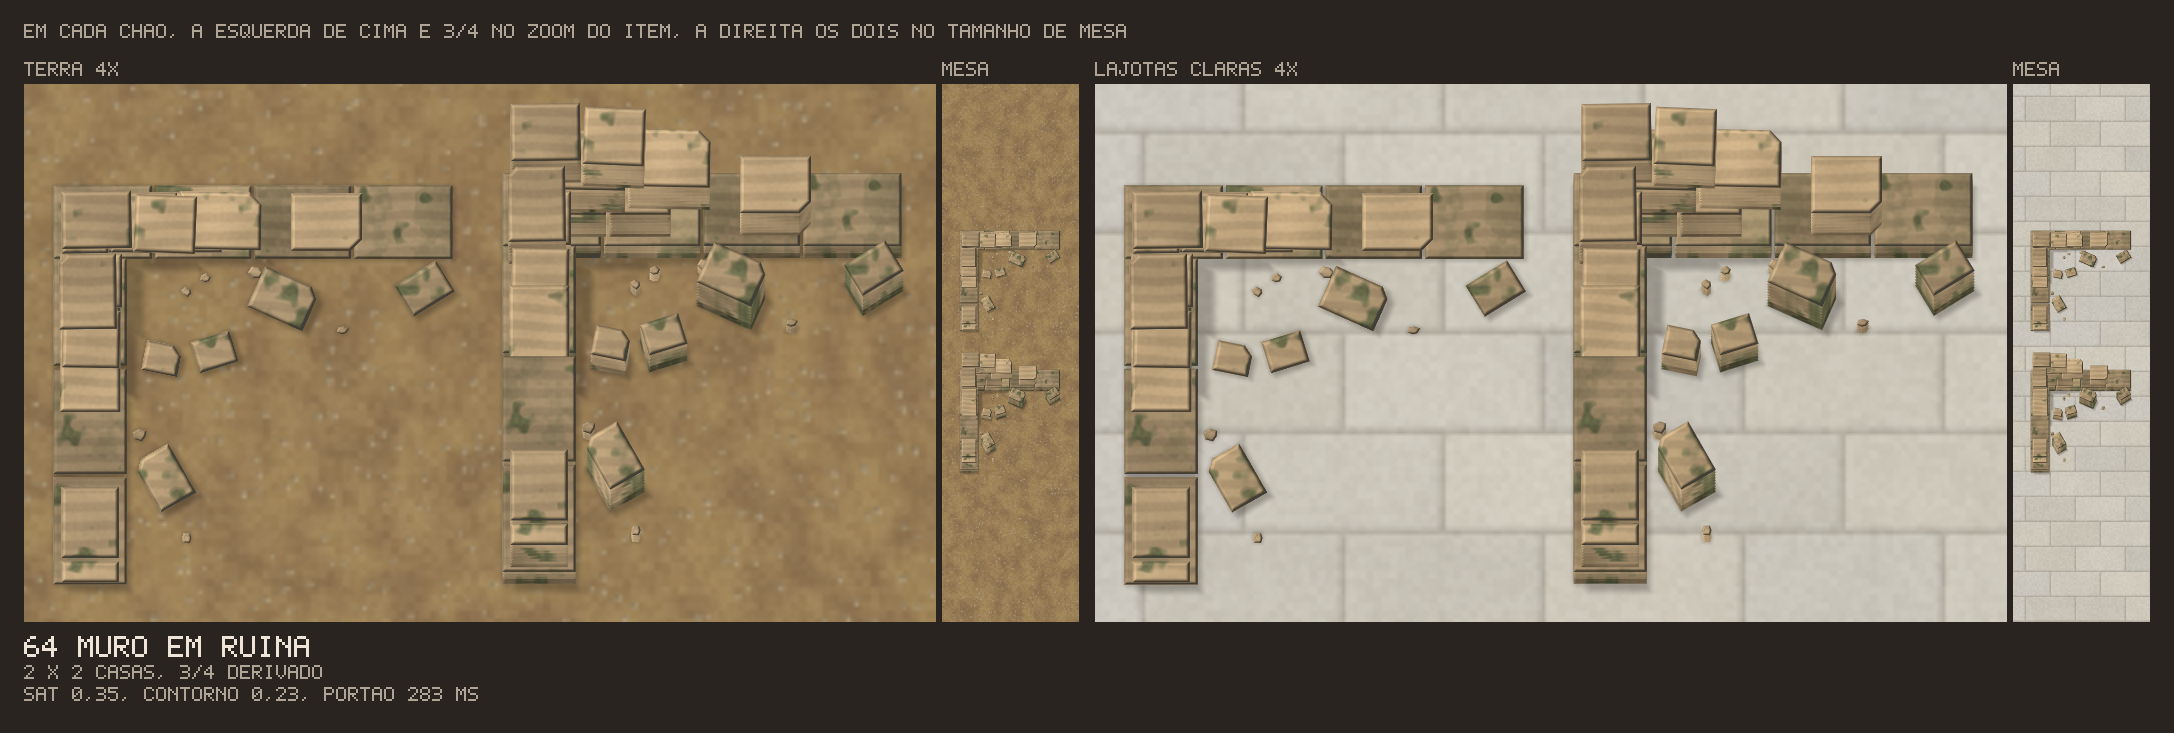 EM CADA CHAO, A ESQUERDA DE CIMA E 3/4 NO ZOOM DO ITEM, A DIREITA OS DOIS NO TAMANHO DE MESA
TERRA 4X
MESA
LAJOTAS CLARAS 4X
MESA
64 MURO EM RUINA
2 X 2 CASAS, 3/4 DERIVADO
SAT 0,35, CONTORNO 0,23, PORTAO 283 MS